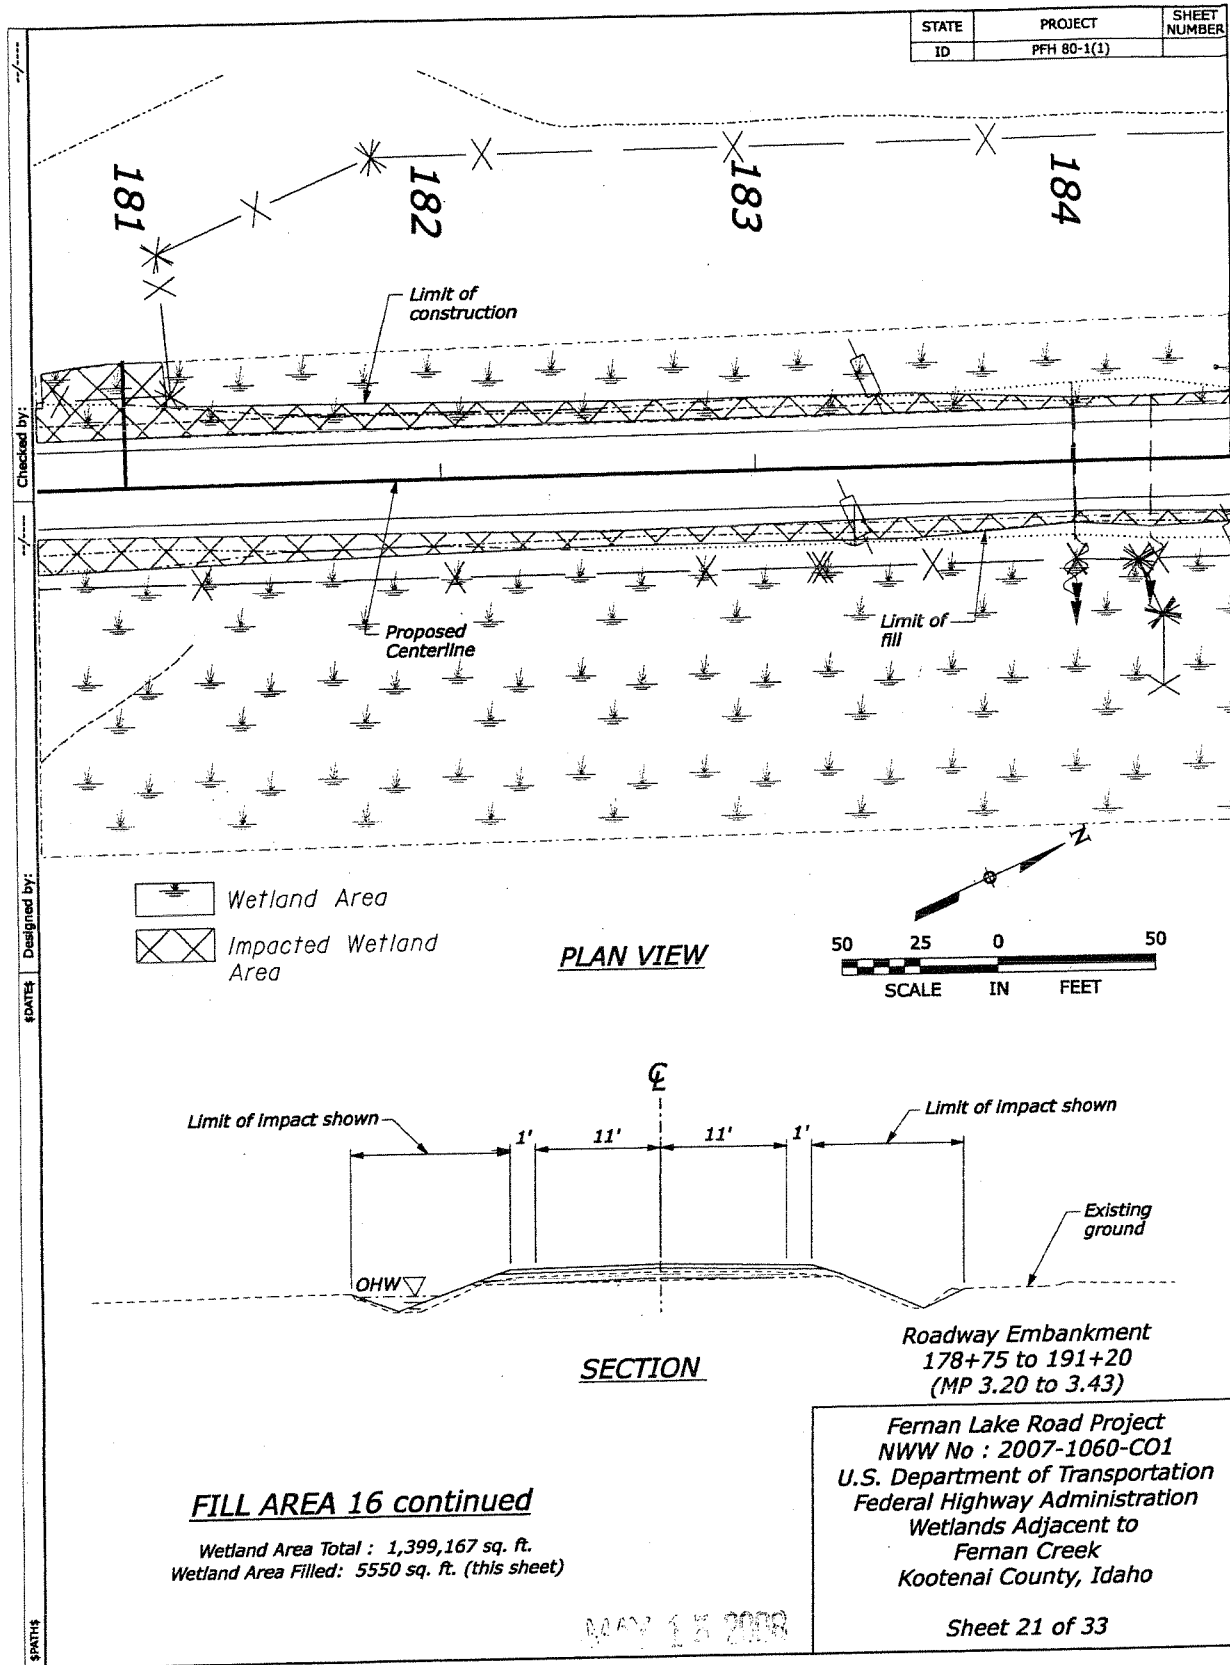 STATE PROJECT SHEET NUMBER
ID PFH 80-1(1)
181
182
183
184
Limit of
construction
Proposed
Centerline
Limit of
fill
Wetland Area
Impacted Wetland
Area
PLAN VIEW
N
50 25 0 50
SCALE IN FEET
℄
Limit of impact shown
1' 11' 11' 1'
Limit of impact shown
Existing
ground
OHW
SECTION
Roadway Embankment
178+75 to 191+20
(MP 3.20 to 3.43)
FILL AREA 16 continued
Wetland Area Total : 1,399,167 sq. ft.
Wetland Area Filled: 5550 sq. ft. (this sheet)
Fernan Lake Road Project
NWW No : 2007-1060-CO1
U.S. Department of Transportation
Federal Highway Administration
Wetlands Adjacent to
Fernan Creek
Kootenai County, Idaho
Sheet 21 of 33
MAY 2008
--/----
Checked by:
--/----
Designed by:
$DATE$
$PATH$